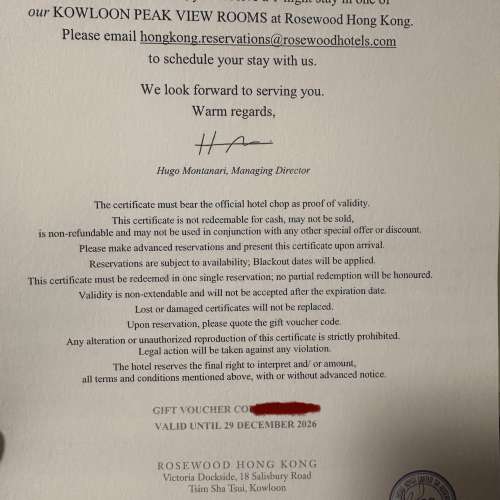 our KOWLOON PEAK VIEW ROOMS at Rosewood Hong Kong.
Please email hongkong.reservations@rosewoodhotels.com
to schedule your stay with us.
We look forward to serving you.
Warm regards,
Hugo Montanari, Managing Director
The certificate must bear the official hotel chop as proof of validity.
This certificate is not redeemable for cash, may not be sold,
is non-refundable and may not be used in conjunction with any other special offer or discount.
Please make advanced reservations and present this certificate upon arrival.
Reservations are subject to availability; Blackout dates will be applied.
This certificate must be redeemed in one single reservation; no partial redemption will be honoured.
Validity is non-extendable and will not be accepted after the expiration date.
Lost or damaged certificates will not be replaced.
Upon reservation, please quote the gift voucher code.
Any alteration or unauthorized reproduction of this certificate is strictly prohibited.
Legal action will be taken against any violation.
The hotel reserves the final right to interpret and/ or amount,
all terms and conditions mentioned above, with or without advanced notice.
GIFT VOUCHER
VALID UNTIL 29 DECEMBER 2026
ROSEWOOD HONG KONG
Victoria Dockside, 18 Salisbury Road
Tsim Sha Tsui, Kowloon